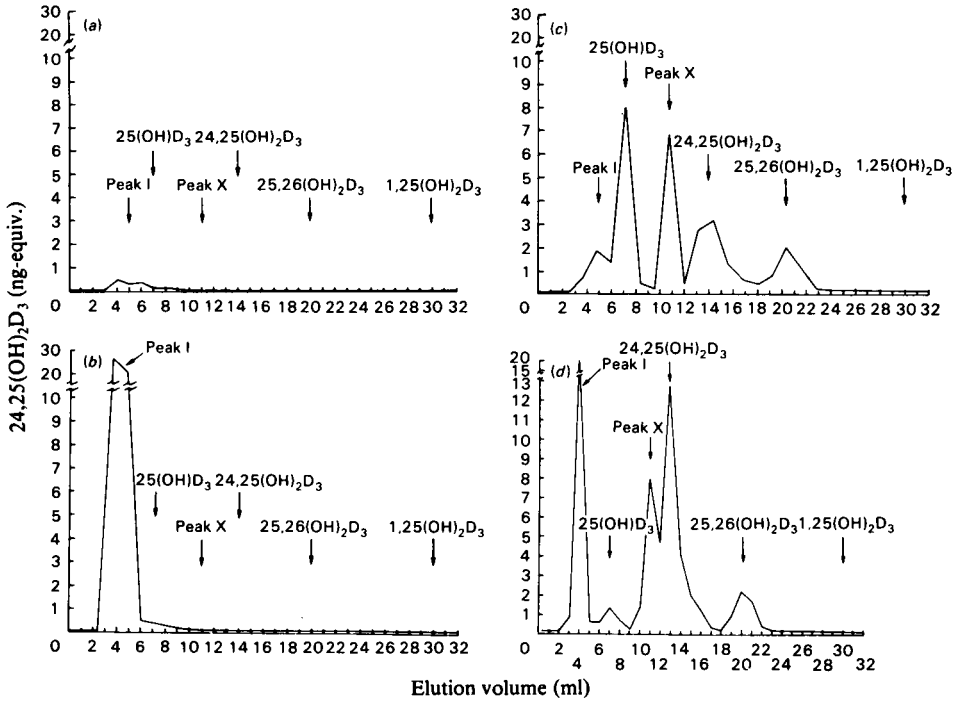 24,25(OH)₂D₃ (ng-equiv.)
(a)
30
20
10
9
8
7
6
5
4
3
2
1
0
25(OH)D₃ 24,25(OH)₂D₃
Peak I
Peak X
25,26(OH)₂D₃
1,25(OH)₂D₃
2 4 6 8 10 12 14 16 18 20 22 24 26 28 30 32
(b)
30
20
10
9
8
7
6
5
4
3
2
1
0
Peak I
25(OH)D₃ 24,25(OH)₂D₃
Peak X
25,26(OH)₂D₃
1,25(OH)₂D₃
2 4 6 8 10 12 14 16 18 20 22 24 26 28 30 32
(c)
30
20
10
9
8
7
6
5
4
3
2
1
0
25(OH)D₃
Peak X
Peak I
24,25(OH)₂D₃
25,26(OH)₂D₃
1,25(OH)₂D₃
2 4 6 8 10 12 14 16 18 20 22 24 26 28 30 32
(d)
20
15
13
12
11
10
9
8
7
6
5
4
3
2
1
0
24,25(OH)₂D₃
Peak I
Peak X
25(OH)D₃
25,26(OH)₂D₃ 1,25(OH)₂D₃
2 6 10 12 14 18 22 26 30
4 8 16 20 24 28 32
Elution volume (ml)